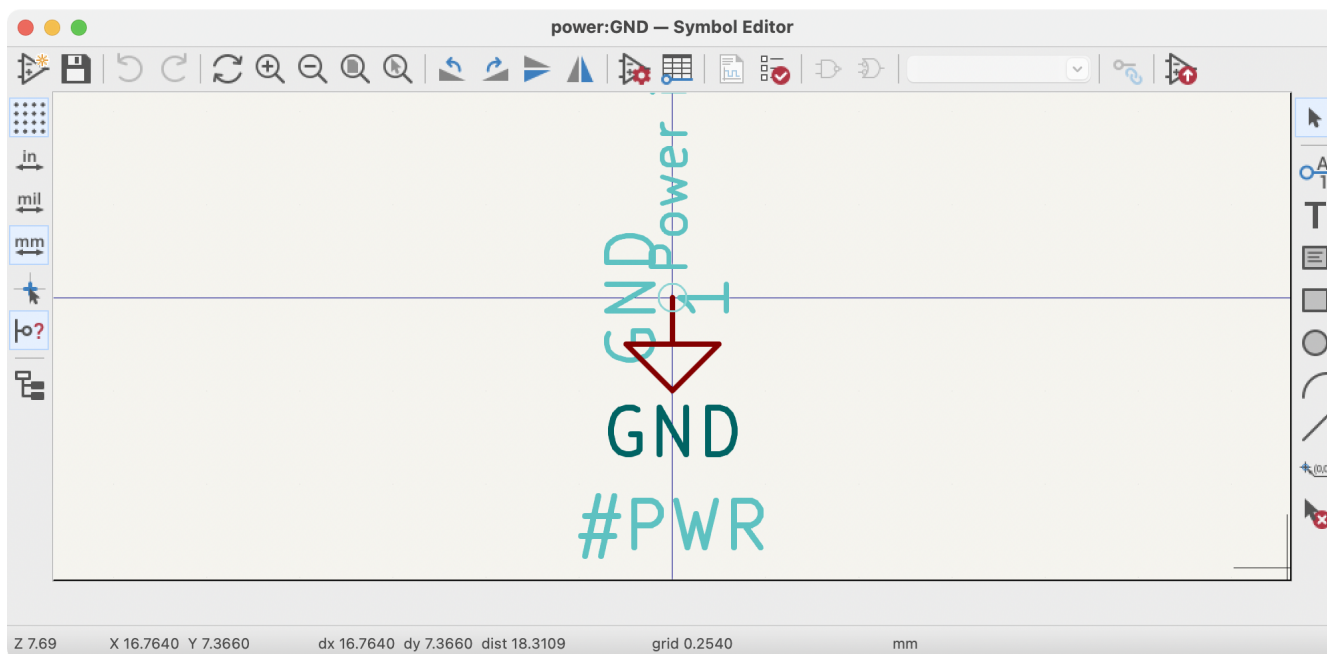 power:GND — Symbol Editor
in
mil
mm
Power
GND
1
GND
#PWR
A
1
T
Z 7.69 X 16.7640 Y 7.3660 dx 16.7640 dy 7.3660 dist 18.3109 grid 0.2540 mm